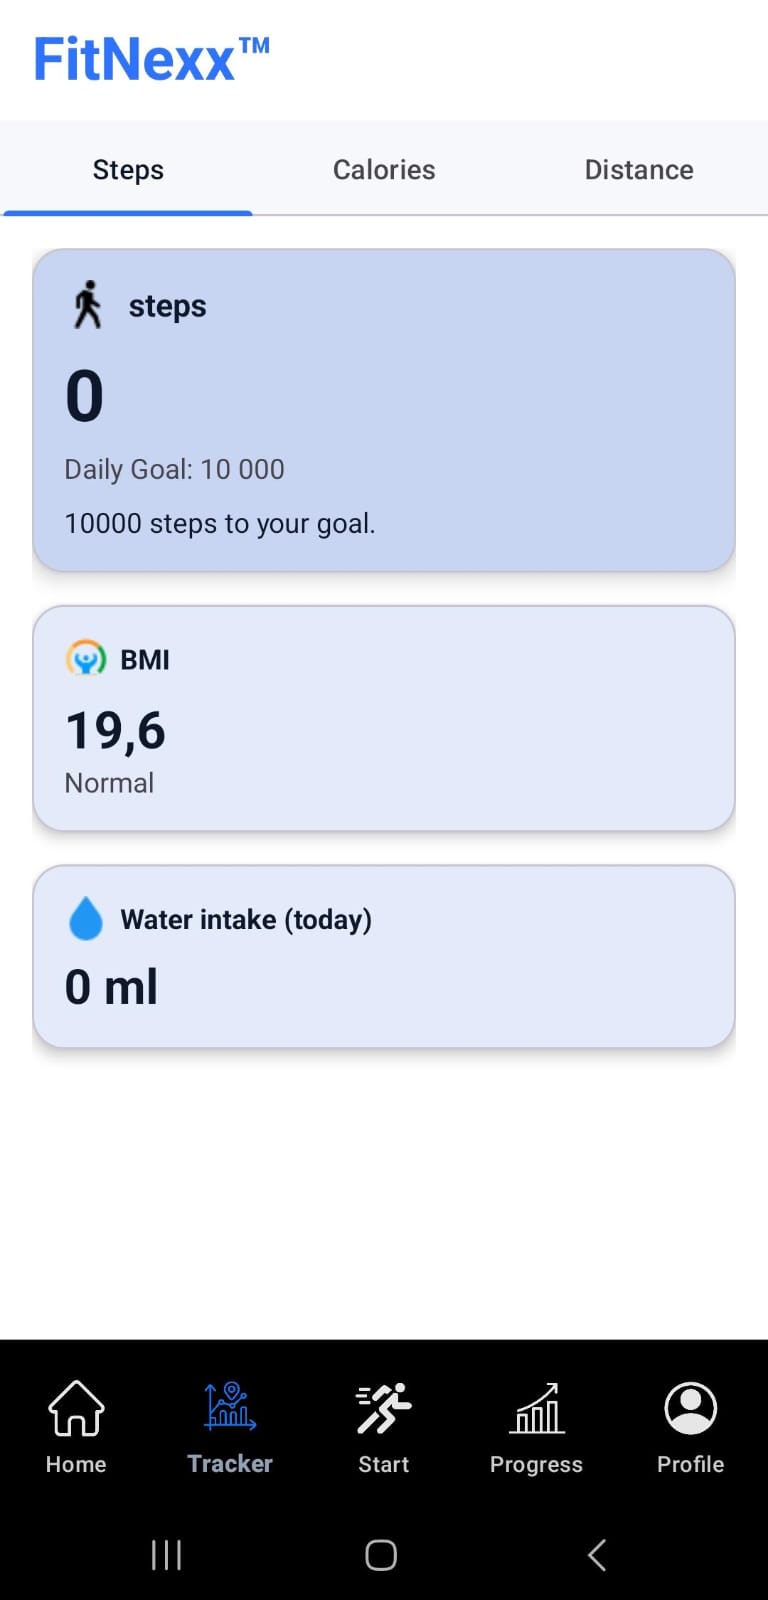 FitNexx™
Steps
Calories
Distance
steps
0
Daily Goal: 10 000
10000 steps to your goal.
BMI
19,6
Normal
Water intake (today)
0 ml
Home
Tracker
Start
Progress
Profile